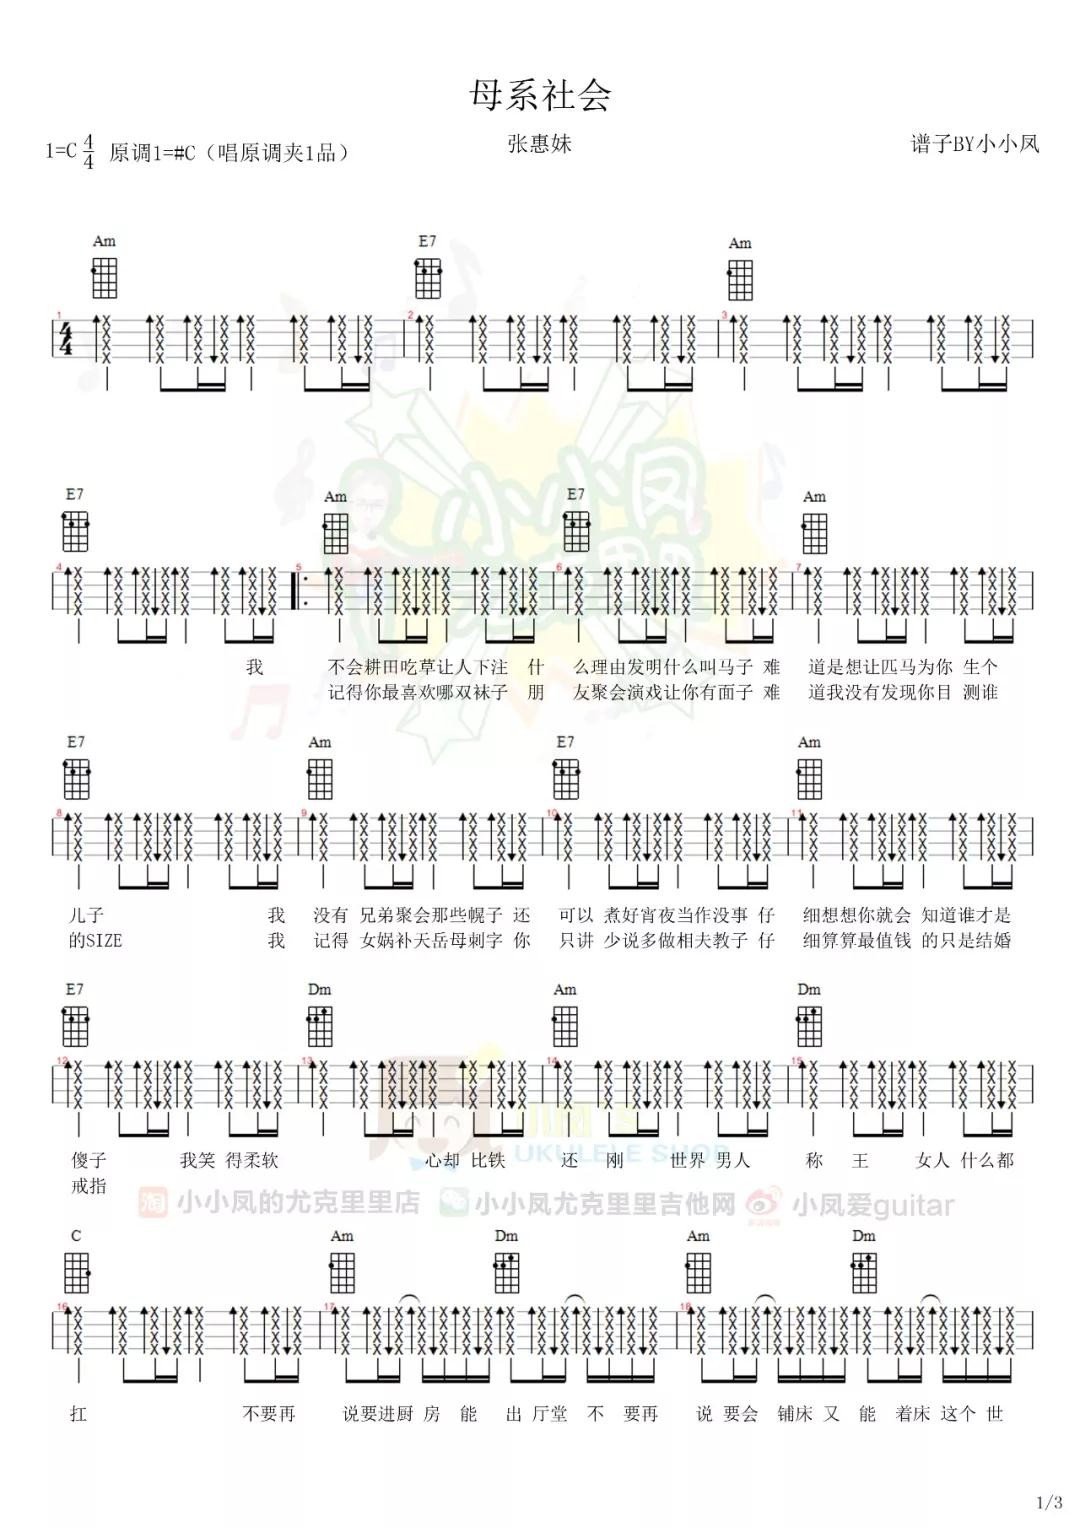 母系社会
1=C 4/4 原调1=#C（唱原调夹1品）
张惠妹
谱子BY小小凤
Am E7 Am
1 2 3
4/4
E7 Am E7 Am
4 5 6 7
我 不会耕田吃草让人下注 什 么理由发明什么叫马子 难 道是想让匹马为你 生个
记得你最喜欢哪双袜子 朋 友聚会演戏让你有面子 难 道我没有发现你目 测谁
E7 Am E7 Am
8 9 10 11
儿子 我 没有 兄弟聚会那些幌子 还 可以 煮好宵夜当作没事 仔 细想想你就会 知道谁才是
的SIZE 我 记得 女娲补天岳母刺字 你 只讲 少说多做相夫教子 仔 细算算最值钱 的只是结婚
E7 Dm Am Dm
12 13 14 15
傻子 我笑 得柔软 心却 比铁 还 刚 世界 男人 称 王 女人 什么都
戒指
小凤's
UKULELE SHOP
淘 小小凤的尤克里里店 小小凤尤克里里吉他网 小凤爱guitar
C Am Dm Am Dm
16 17 18
扛 不要再 说要进厨 房 能 出 厅堂 不 要再 说 要会 铺床 又 能 着床 这个 世
1/3